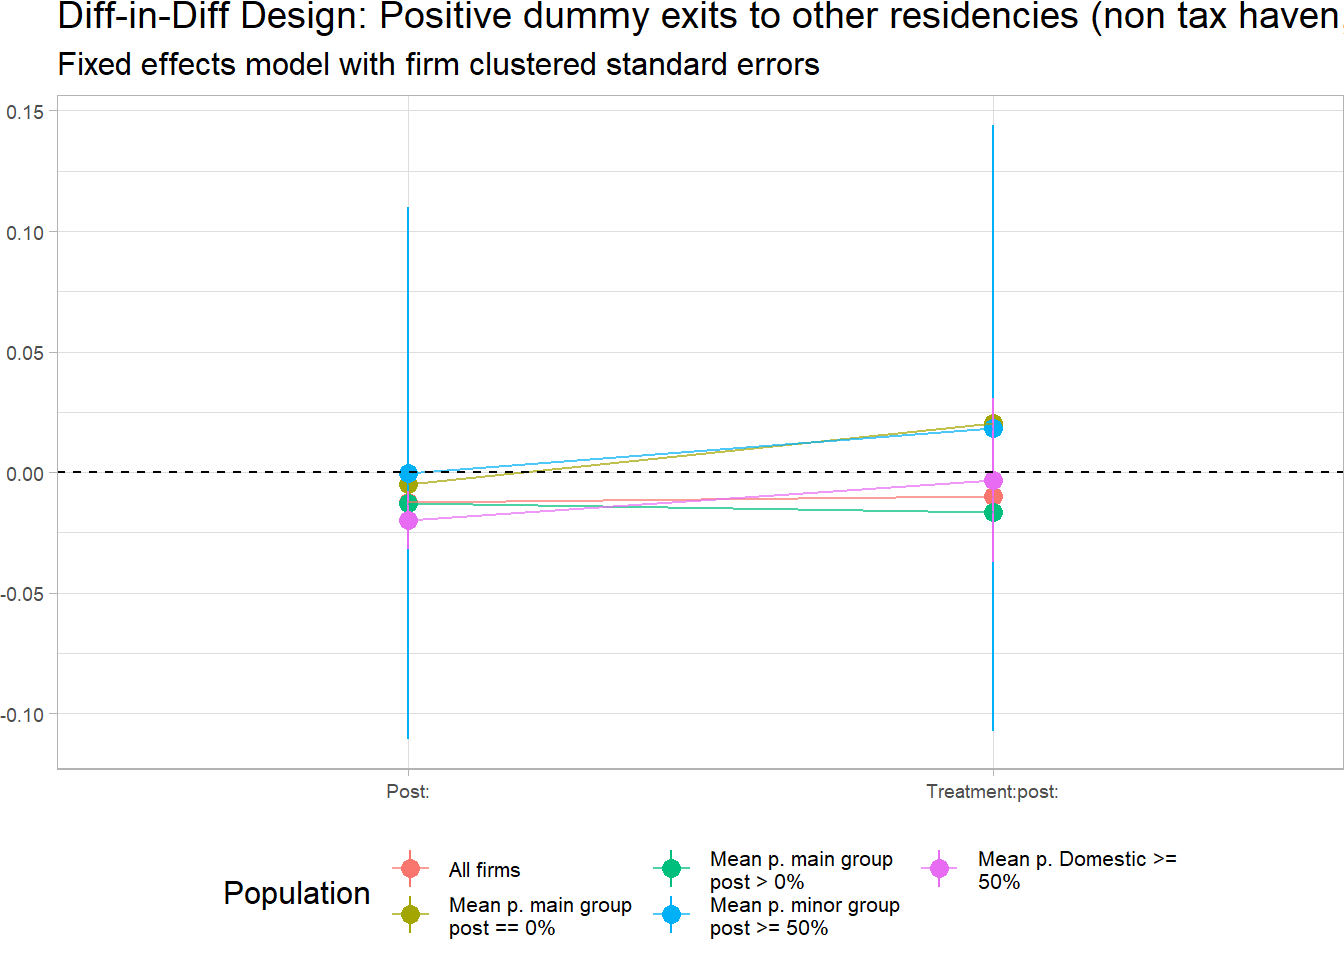 Diff-in-Diff Design: Positive dummy exits to other residencies (non tax haven
Fixed effects model with firm clustered standard errors
0.15
0.10
0.05
0.00
-0.05
-0.10
Post:
Treatment:post:
Population
All firms
Mean p. main group
post == 0%
Mean p. main group
post > 0%
Mean p. minor group
post >= 50%
Mean p. Domestic >=
50%